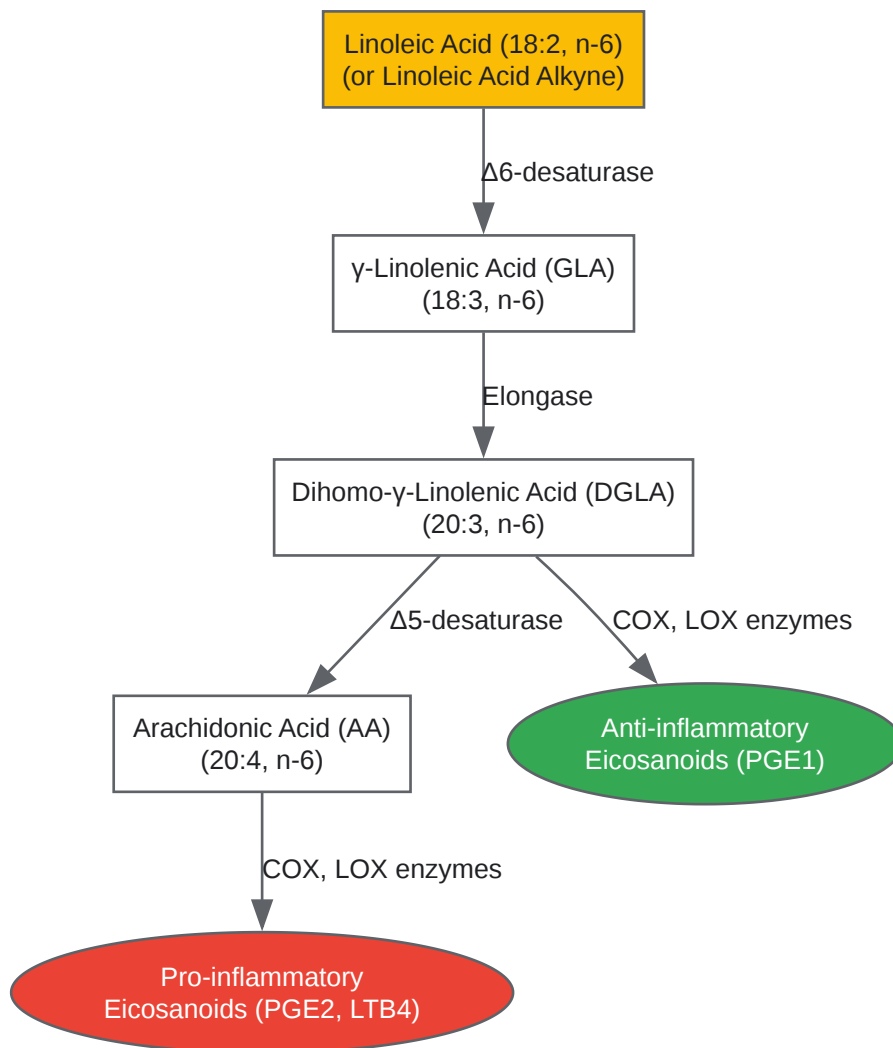 Linoleic Acid (18:2, n-6)
(or Linoleic Acid Alkyne)
Δ6-desaturase
γ-Linolenic Acid (GLA)
(18:3, n-6)
Elongase
Dihomo-γ-Linolenic Acid (DGLA)
(20:3, n-6)
Δ5-desaturase
COX, LOX enzymes
Arachidonic Acid (AA)
(20:4, n-6)
Anti-inflammatory
Eicosanoids (PGE1)
COX, LOX enzymes
Pro-inflammatory
Eicosanoids (PGE2, LTB4)